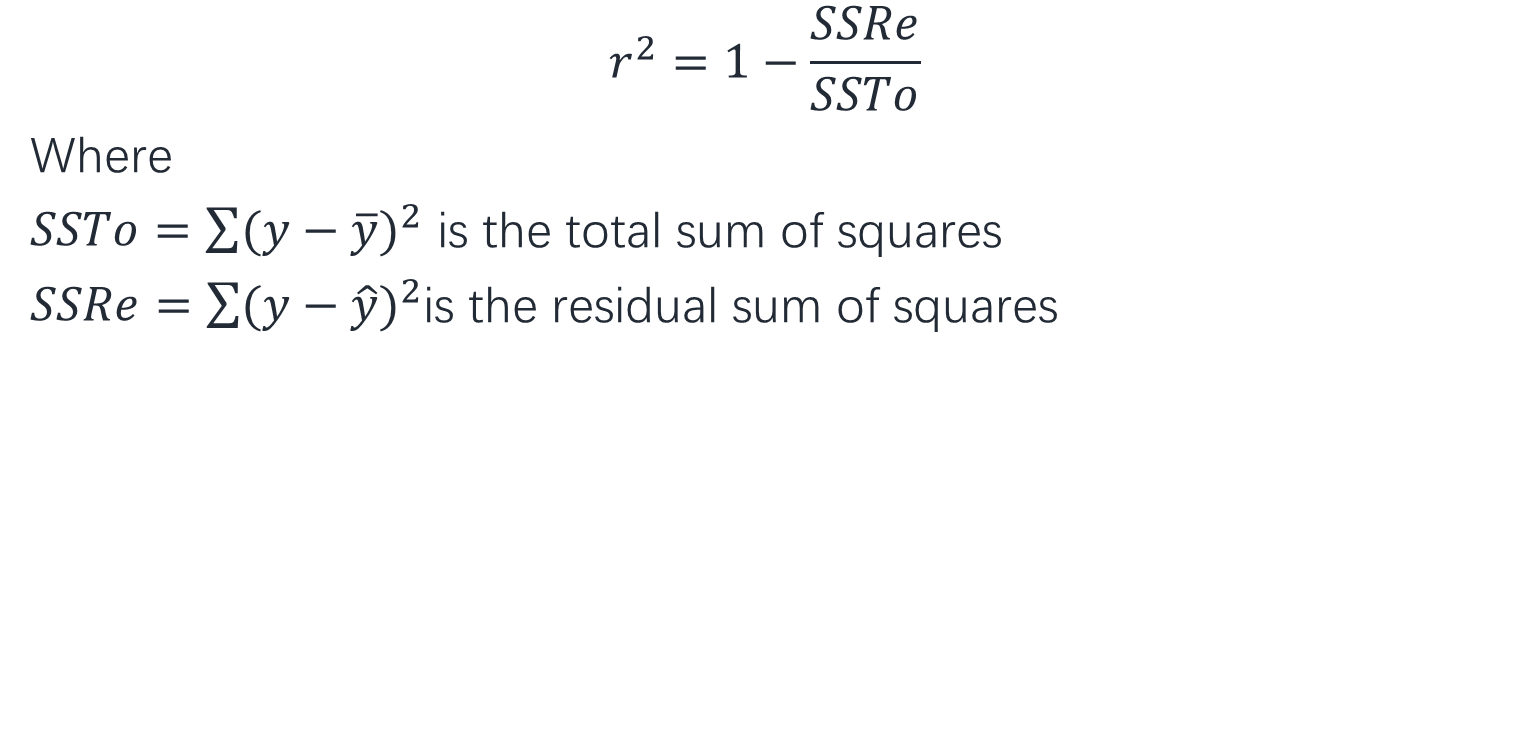 r² = 1 − SSRe/SSTo
Where
SSTo = ∑(y − ȳ)² is the total sum of squares
SSRe = ∑(y − ŷ)²is the residual sum of squares